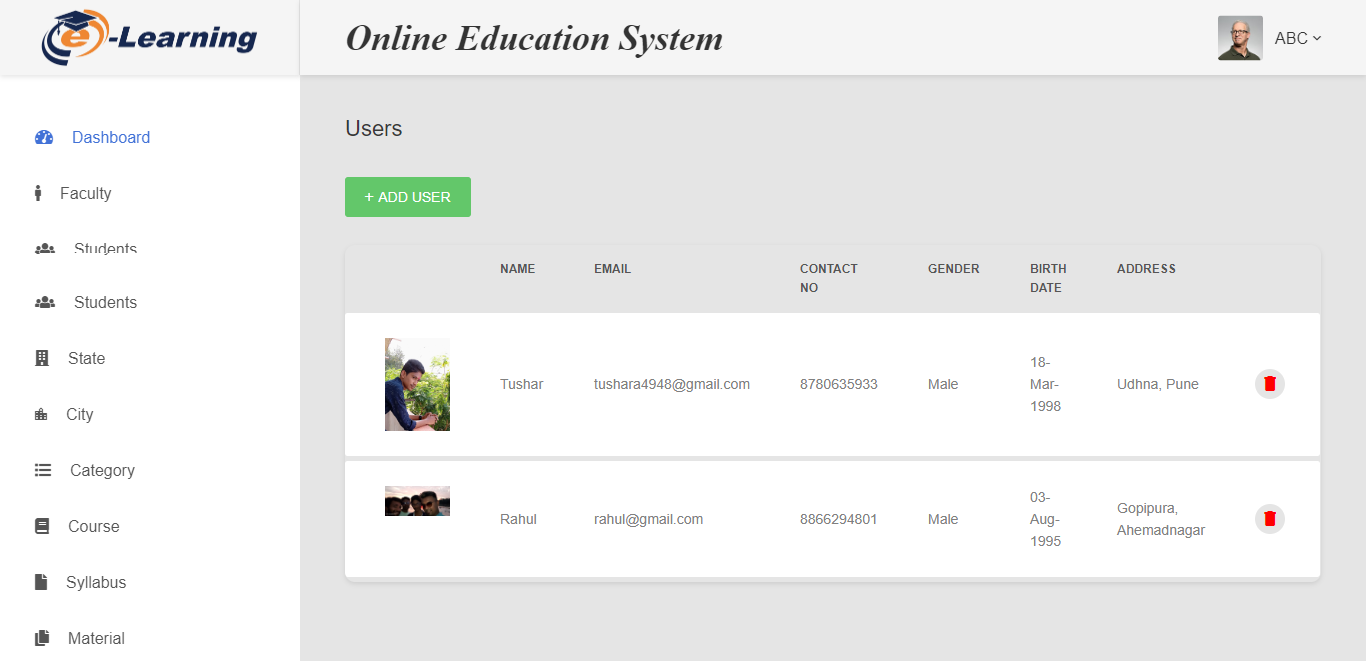 e-Learning
Online Education System
ABC
Dashboard
Faculty
Students
Students
State
City
Category
Course
Syllabus
Material
Users
+ ADD USER
NAME EMAIL CONTACT NO GENDER BIRTH DATE ADDRESS
Tushar tushara4948@gmail.com 8780635933 Male 18-Mar-1998 Udhna, Pune
Rahul rahul@gmail.com 8866294801 Male 03-Aug-1995 Gopipura, Ahemadnagar